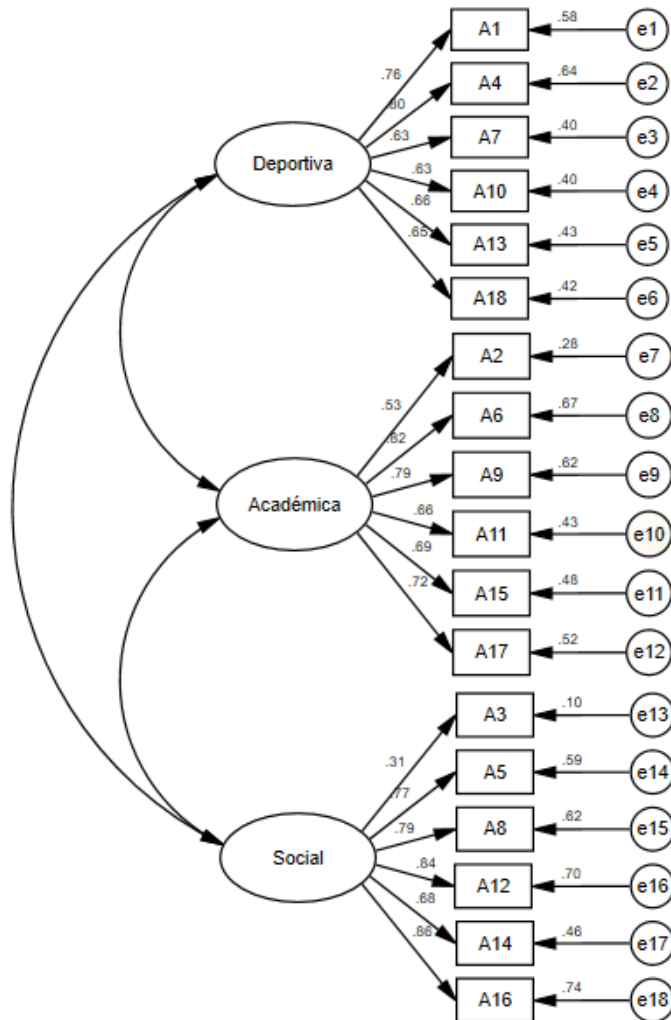 A1 .58 e1
.76
A4 .64 e2
.80
A7 .40 e3
.63
Deportiva
A10 .40 e4
.63
A13 .43 e5
.66
A18 .42 e6
.65
A2 .28 e7
.53
A6 .67 e8
.82
A9 .62 e9
.79
Académica
A11 .43 e10
.66
A15 .48 e11
.69
A17 .52 e12
.72
A3 .10 e13
.31
A5 .59 e14
.77
A8 .62 e15
.79
Social
A12 .70 e16
.84
A14 .46 e17
.68
A16 .74 e18
.86